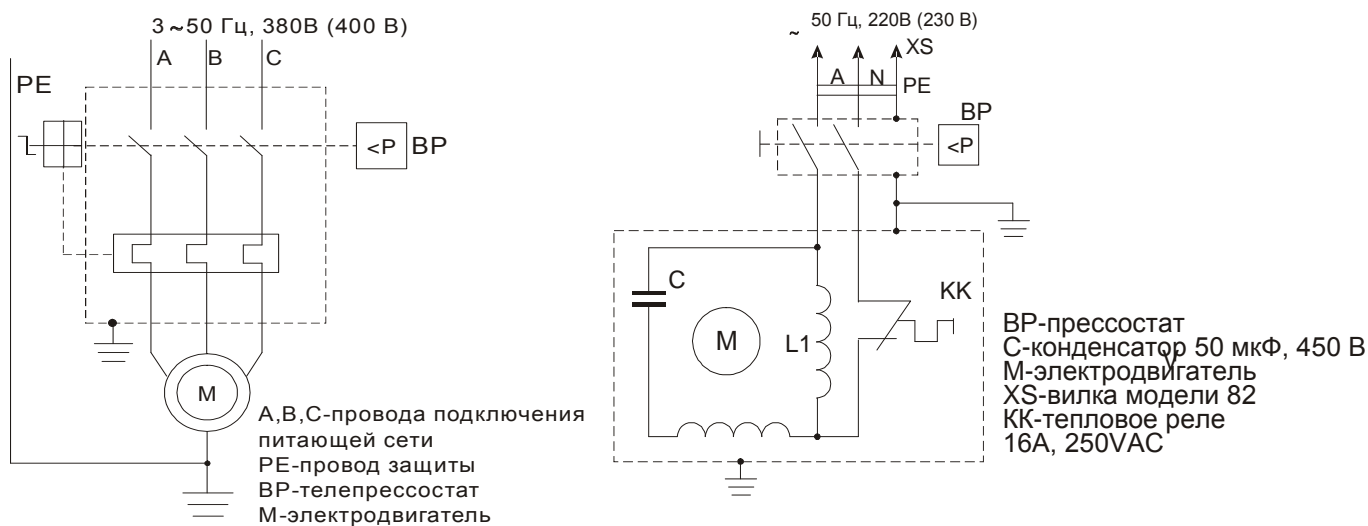 3 ~50 Гц, 380В (400 В)
A B C
PE
<P BP
M
А,В,С-провода подключения
питающей сети
РЕ-провод защиты
ВР-телепрессостат
М-электродвигатель
~ 50 Гц, 220В (230 В)
XS
A N PE
BP
<P
C
KK
M L1
ВР-прессостат
С-конденсатор 50 мкФ, 450 В
М-электродвигатель
XS-вилка модели 82
КК-тепловое реле
16А, 250VAC